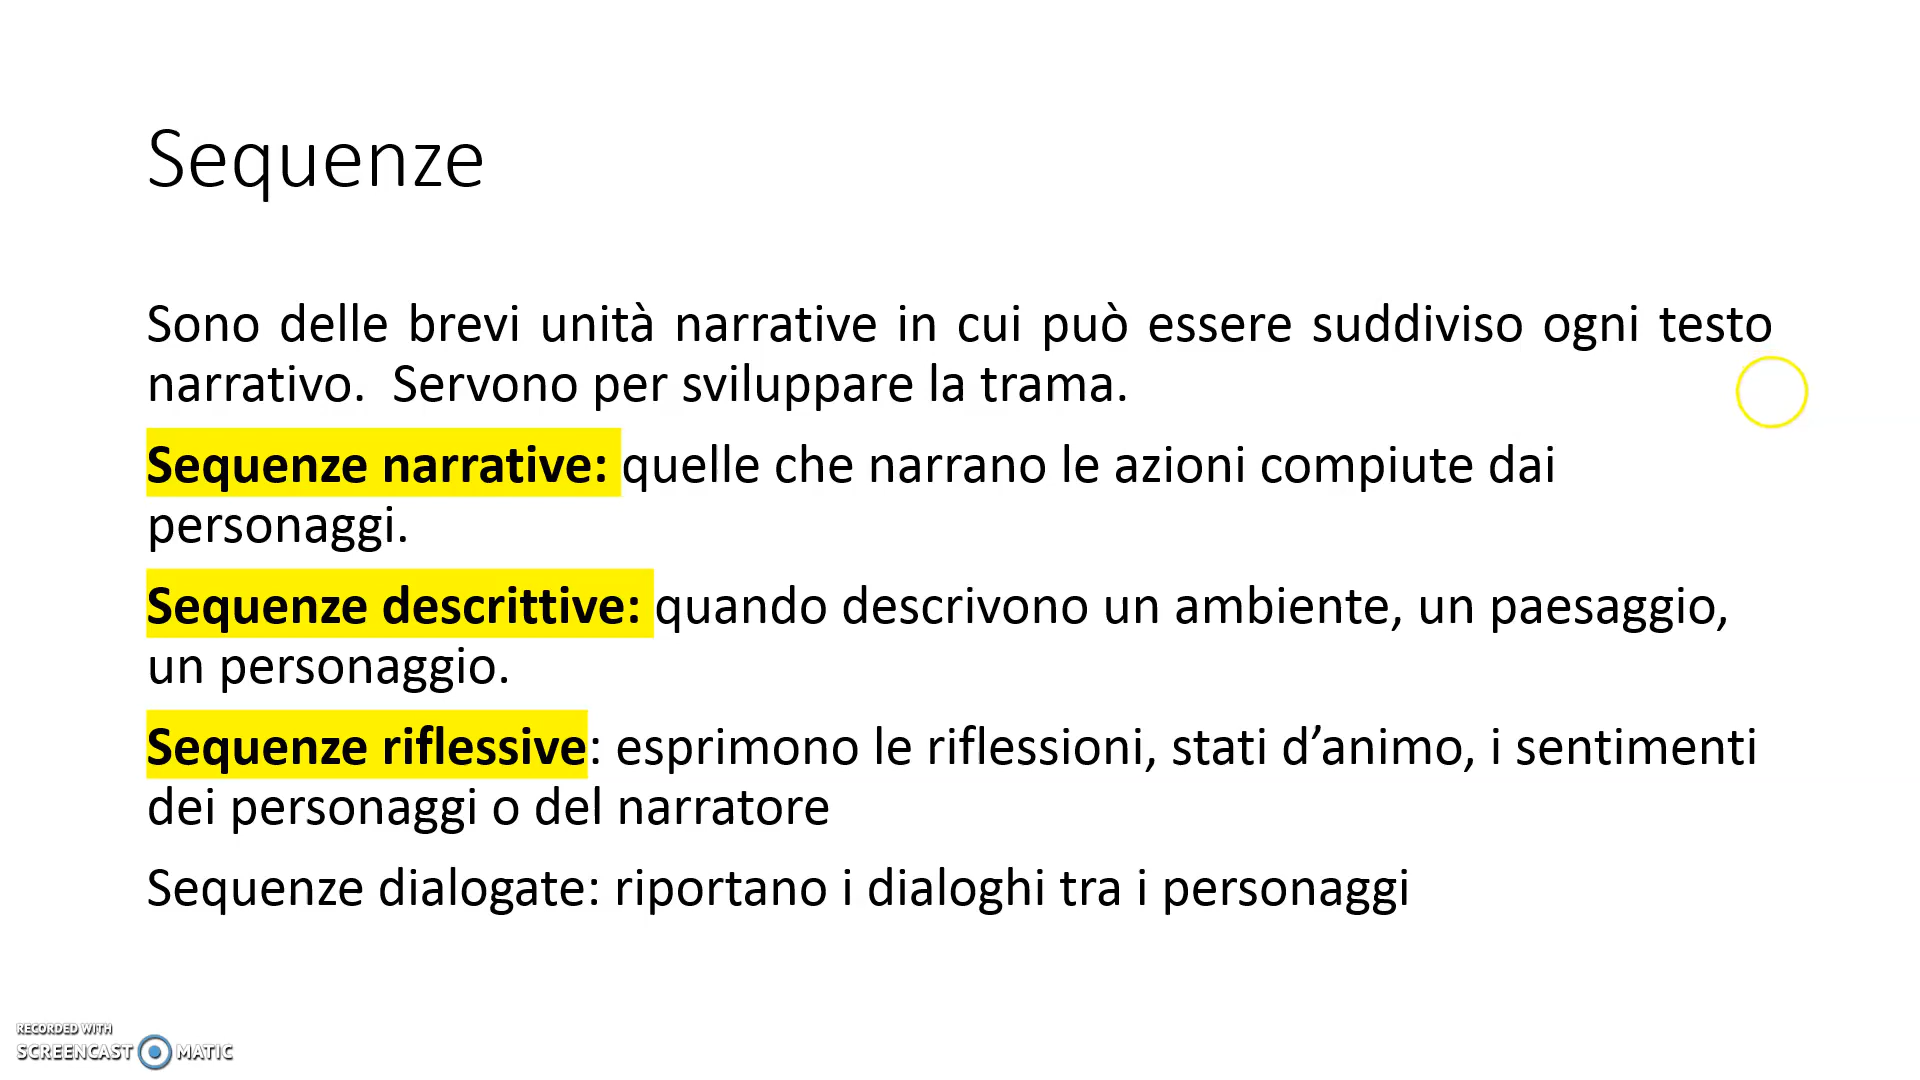 Sequenze
Sono delle brevi unità narrative in cui può essere suddiviso ogni testo
narrativo.  Servono per sviluppare la trama.
Sequenze narrative: quelle che narrano le azioni compiute dai
personaggi.
Sequenze descrittive: quando descrivono un ambiente, un paesaggio,
un personaggio.
Sequenze riflessive: esprimono le riflessioni, stati d’animo, i sentimenti
dei personaggi o del narratore
Sequenze dialogate: riportano i dialoghi tra i personaggi
RECORDED WITH
SCREENCAST MATIC